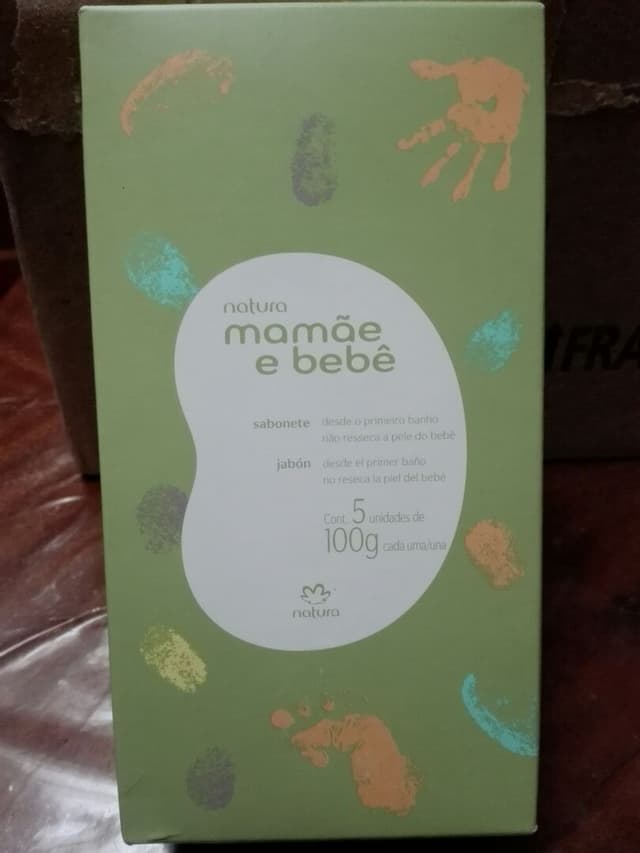 natura
mamãe
e bebê
sabonete desde o primeiro banho
não resseca a pele do bebê
jabón desde el primer baño
no reseca la piel del bebé
Cont. 5 unidades de
100g cada uma/una
natura
FRA